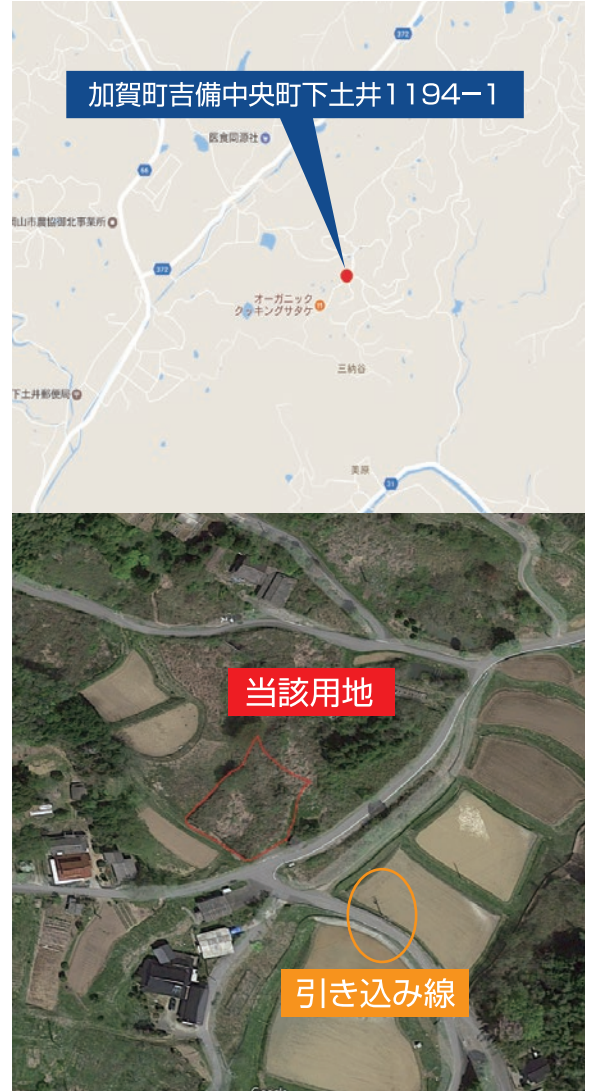 372
加賀町吉備中央町下土井1194ー1
医食同源社
66
岡山市農協御北事業所
372
オーガニック
クッキングサタケ
三納谷
下土井郵便局
美原
31
当該用地
引き込み線